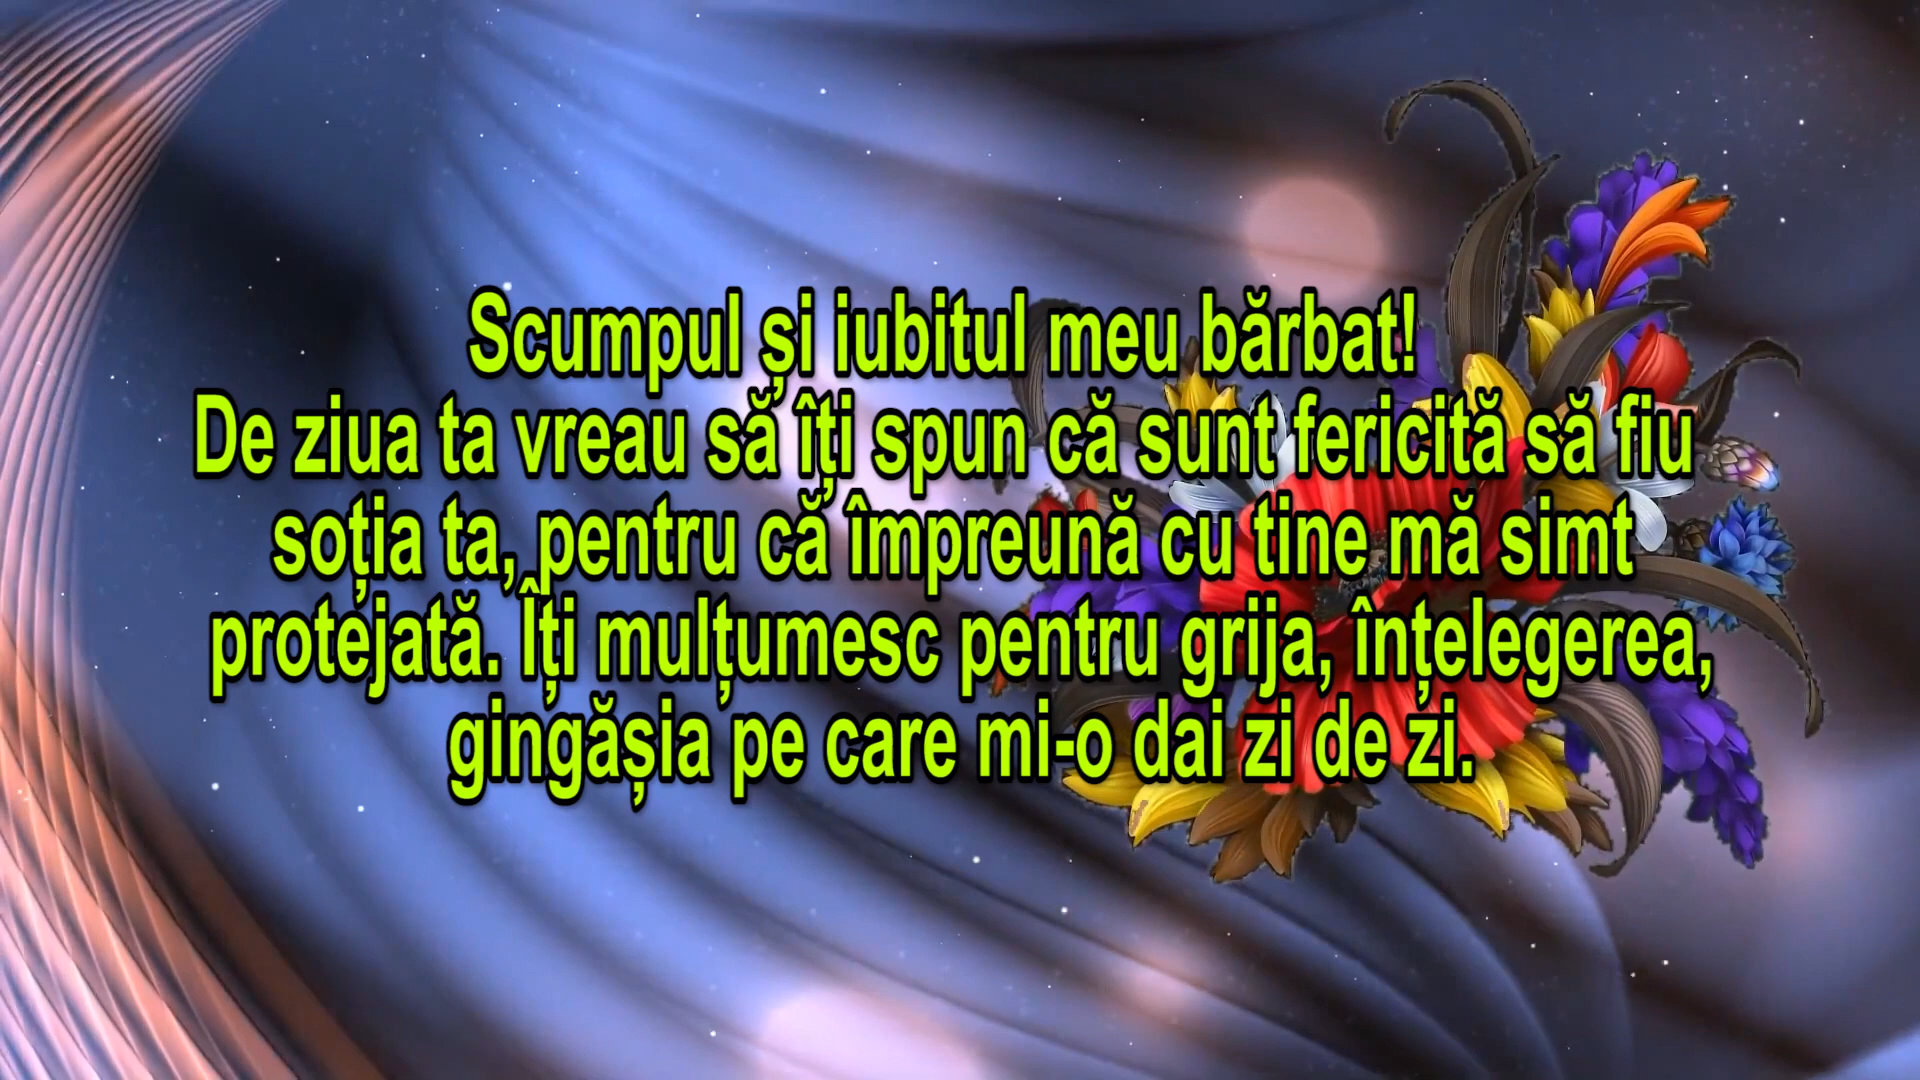 Scumpul și iubitul meu bărbat!
De ziua ta vreau să îți spun că sunt fericită să fiu
soția ta, pentru că împreună cu tine mă simt
protejată. Îți mulțumesc pentru grija, înțelegerea,
gingășia pe care mi-o dai zi de zi.